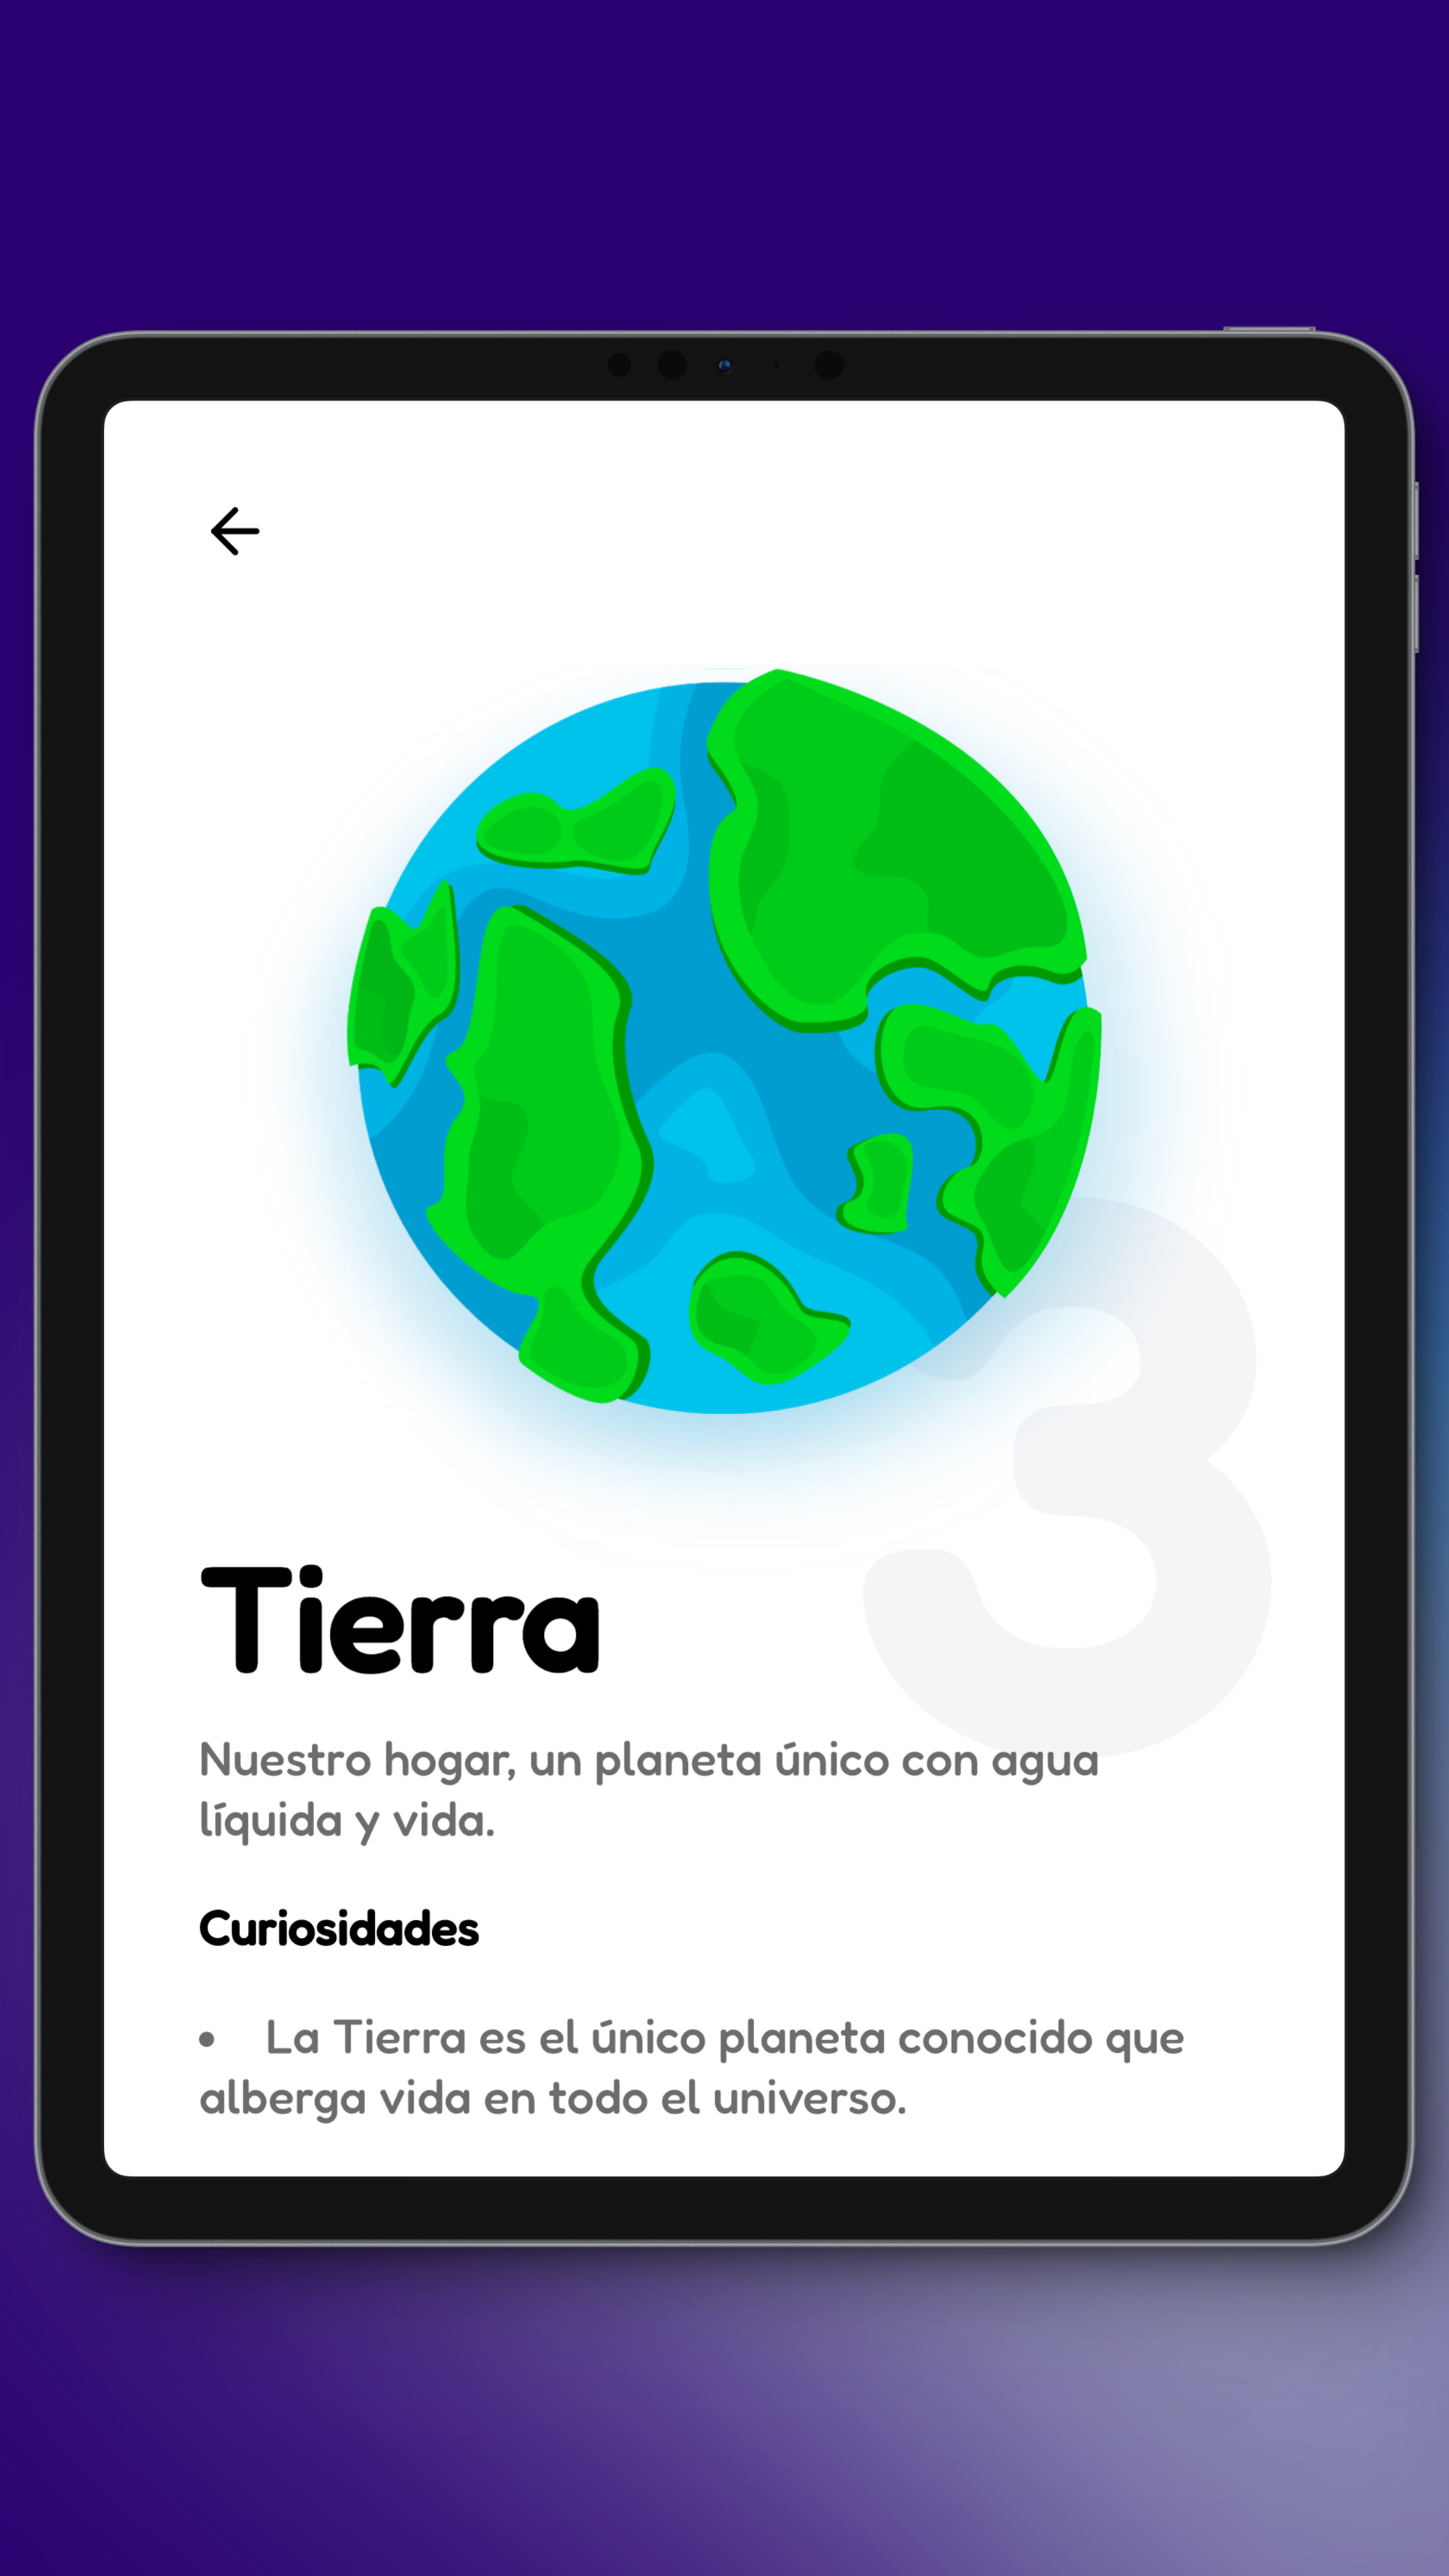 3
Tierra
Nuestro hogar, un planeta único con agua
líquida y vida.
Curiosidades
• La Tierra es el único planeta conocido que
alberga vida en todo el universo.